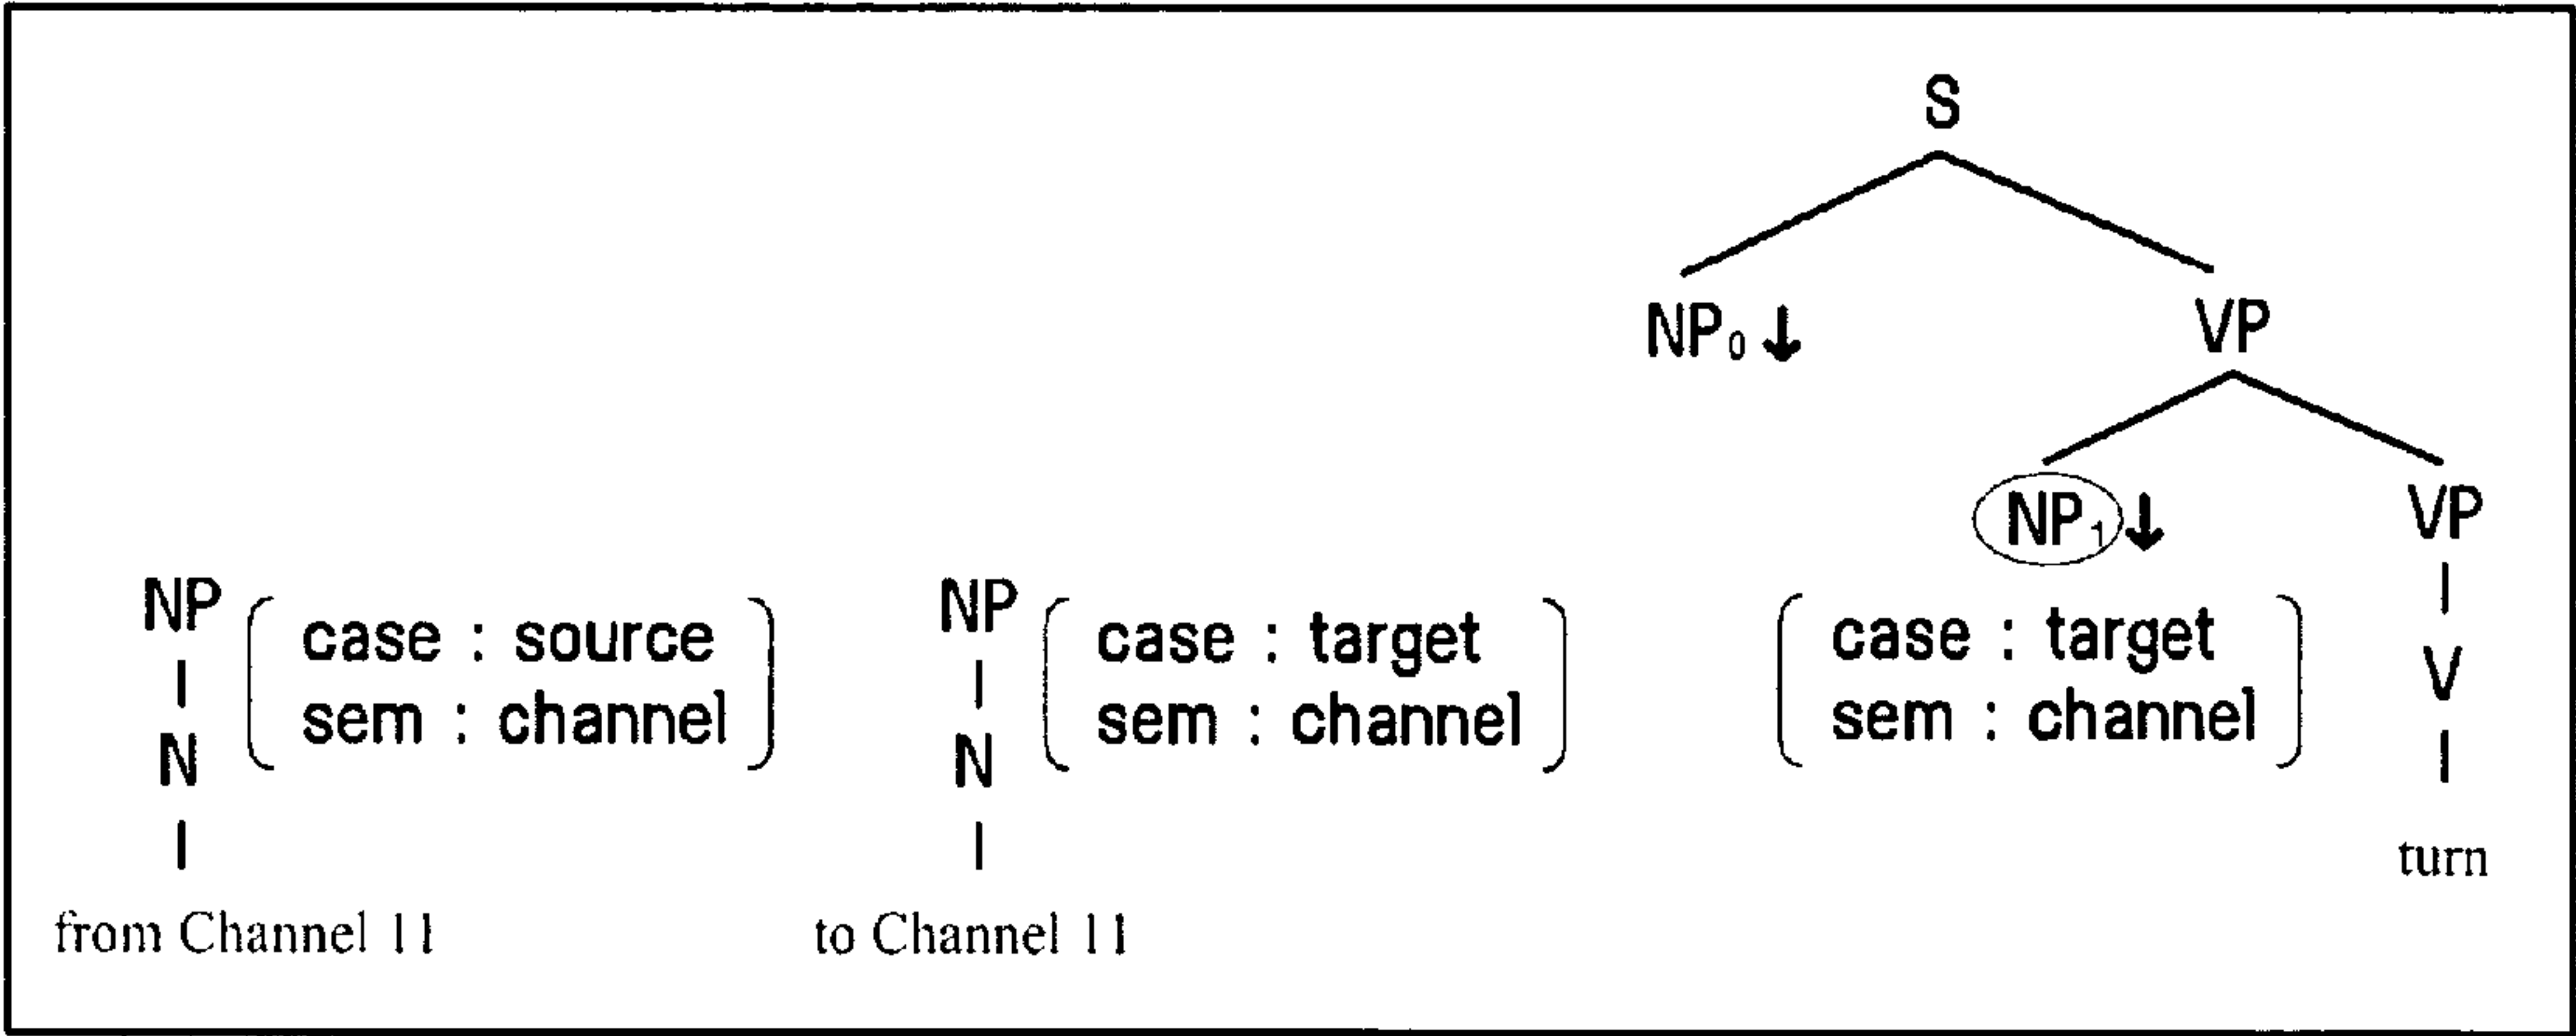 S
NP₀↓ VP
NP₁↓ VP
NP case : source NP case : target case : target V
N sem : channel N sem : channel sem : channel turn
from Channel 11 to Channel 11